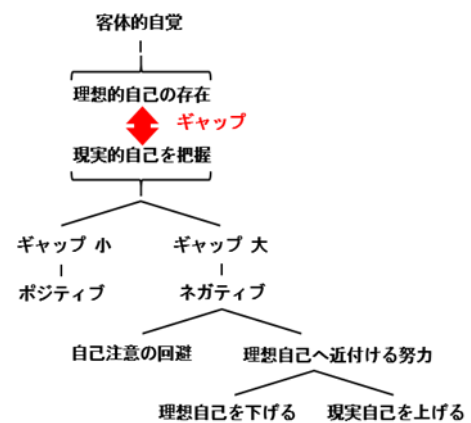 客体的自覚
理想的自己の存在
ギャップ
現実的自己を把握
ギャップ 小
ギャップ 大
ポジティブ
ネガティブ
自己注意の回避
理想自己へ近付ける努力
理想自己を下げる
現実自己を上げる